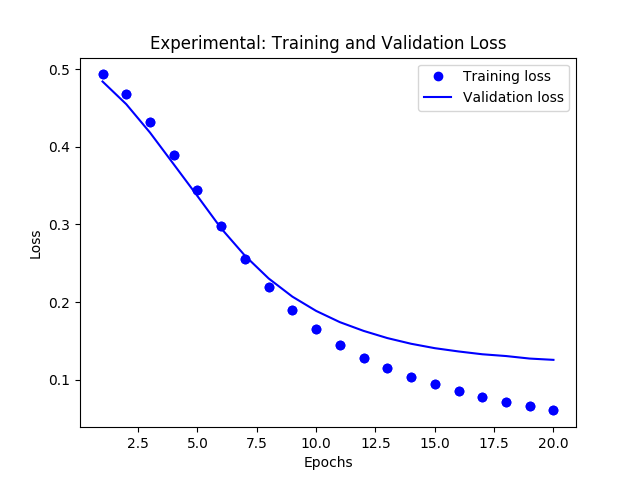 Experimental: Training and Validation Loss
Training loss
Validation loss
0.5
0.4
0.3
0.2
0.1
Loss
2.5 5.0 7.5 10.0 12.5 15.0 17.5 20.0
Epochs